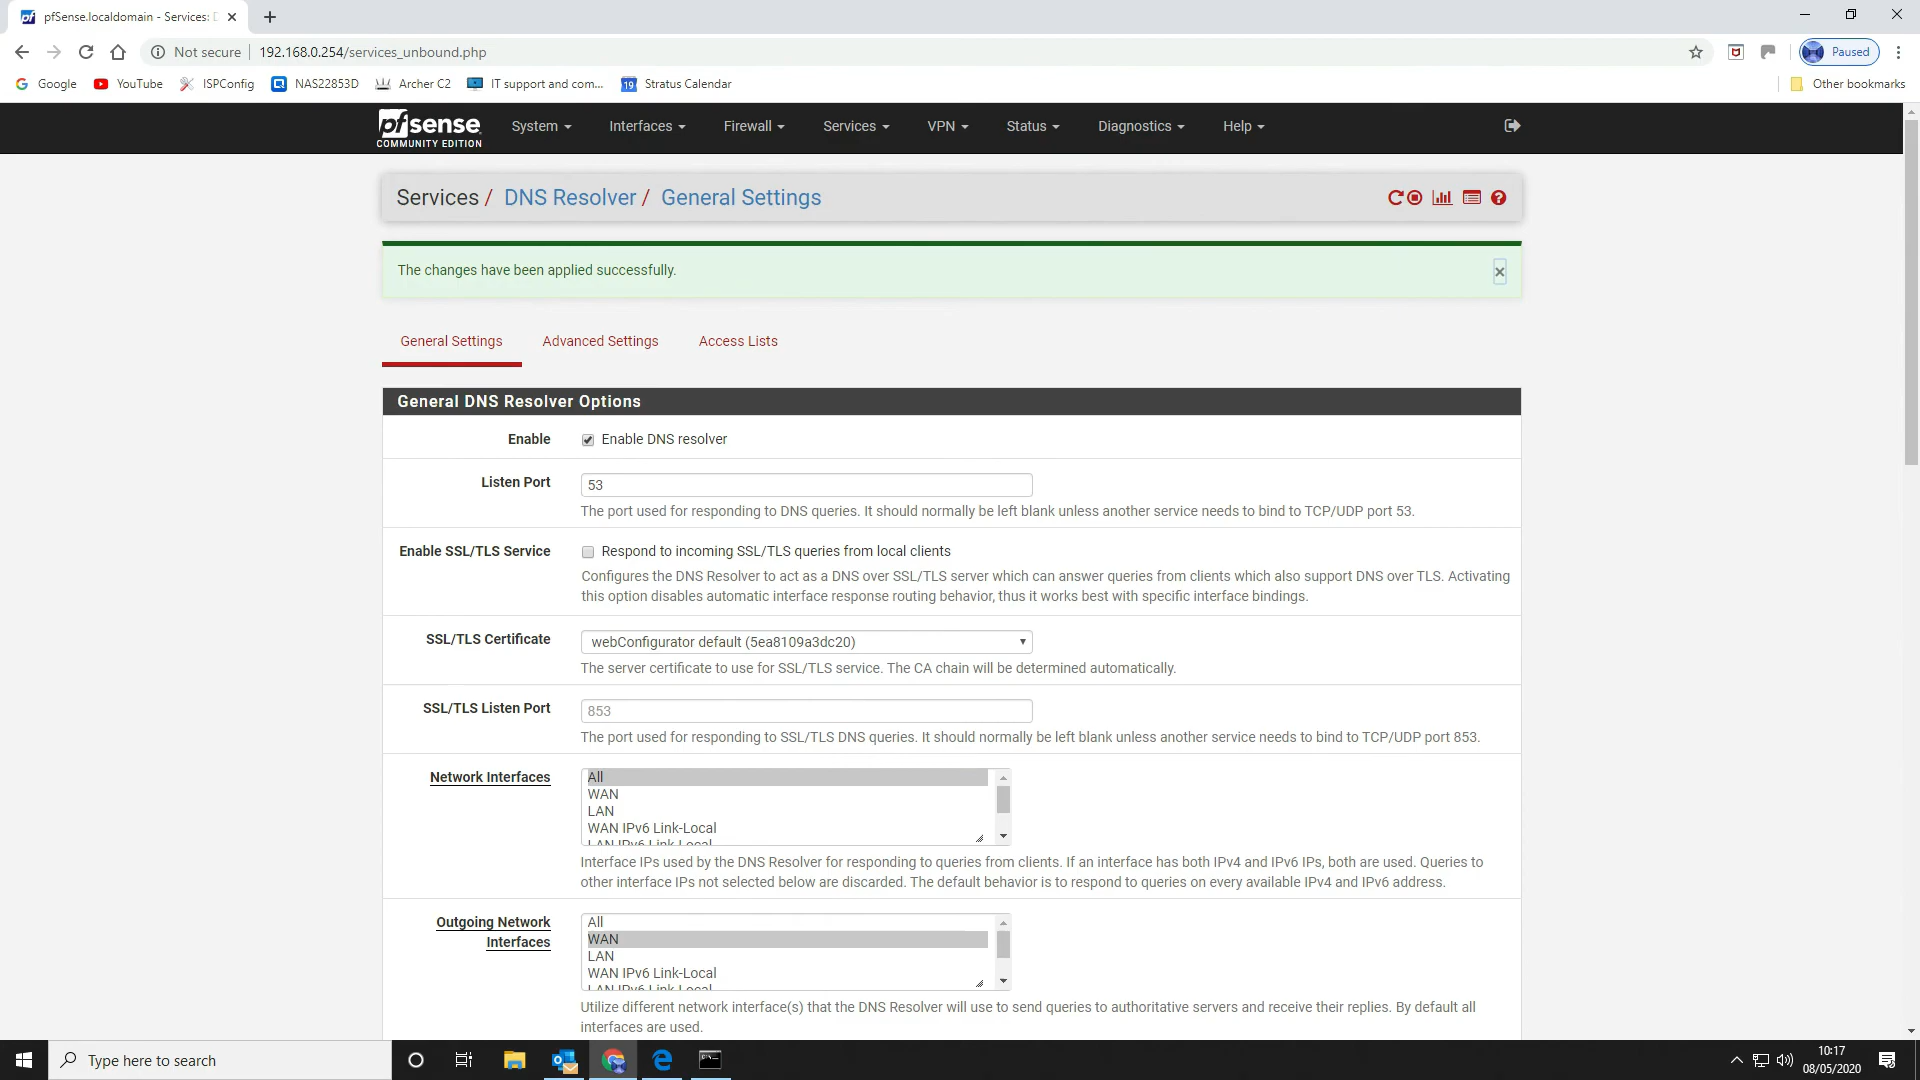 pfSense.localdomain - Services: D
Not secure
192.168.0.254/services_unbound.php
Paused
Google
YouTube
ISPConfig
NAS22853D
Archer C2
IT support and com...
19
Stratus Calendar
Other bookmarks
pfsense
COMMUNITY EDITION
System
Interfaces
Firewall
Services
VPN
Status
Diagnostics
Help
Services / DNS Resolver / General Settings
The changes have been applied successfully.
General Settings
Advanced Settings
Access Lists
General DNS Resolver Options
Enable
Enable DNS resolver
Listen Port
53
The port used for responding to DNS queries. It should normally be left blank unless another service needs to bind to TCP/UDP port 53.
Enable SSL/TLS Service
Respond to incoming SSL/TLS queries from local clients
Configures the DNS Resolver to act as a DNS over SSL/TLS server which can answer queries from clients which also support DNS over TLS. Activating
this option disables automatic interface response routing behavior, thus it works best with specific interface bindings.
SSL/TLS Certificate
webConfigurator default (5ea8109a3dc20)
The server certificate to use for SSL/TLS service. The CA chain will be determined automatically.
SSL/TLS Listen Port
853
The port used for responding to SSL/TLS DNS queries. It should normally be left blank unless another service needs to bind to TCP/UDP port 853.
Network Interfaces
All
WAN
LAN
WAN IPv6 Link-Local
LAN IPv6 Link-Local
Interface IPs used by the DNS Resolver for responding to queries from clients. If an interface has both IPv4 and IPv6 IPs, both are used. Queries to
other interface IPs not selected below are discarded. The default behavior is to respond to queries on every available IPv4 and IPv6 address.
Outgoing Network
Interfaces
All
WAN
LAN
WAN IPv6 Link-Local
LAN IPv6 Link-Local
Utilize different network interface(s) that the DNS Resolver will use to send queries to authoritative servers and receive their replies. By default all
interfaces are used.
Type here to search
10:17
08/05/2020